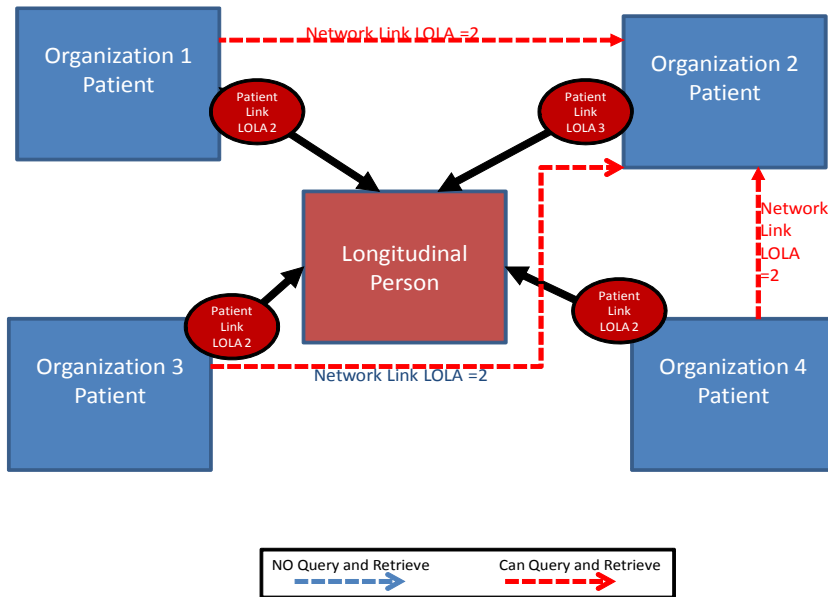 Network Link LOLA =2
Organization 1
Patient
Organization 2
Patient
Patient
Link
LOLA 2
Patient
Link
LOLA 3
Network
Link
LOLA
=2
Longitudinal
Person
Patient
Link
LOLA 2
Patient
Link
LOLA 2
Organization 3
Patient
Network Link LOLA =2
Organization 4
Patient
NO Query and Retrieve
Can Query and Retrieve